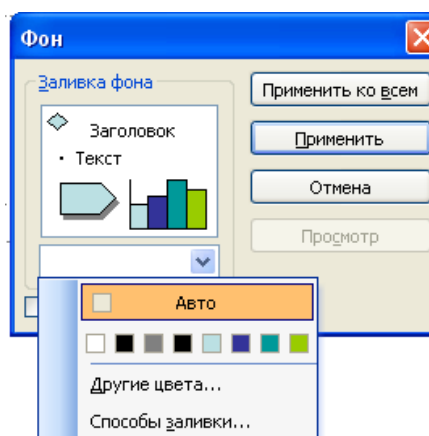 Фон
Заливка фона
Заголовок
• Текст
Применить ко всем
Применить
Отмена
Просмотр
Авто
Другие цвета...
Способы заливки...